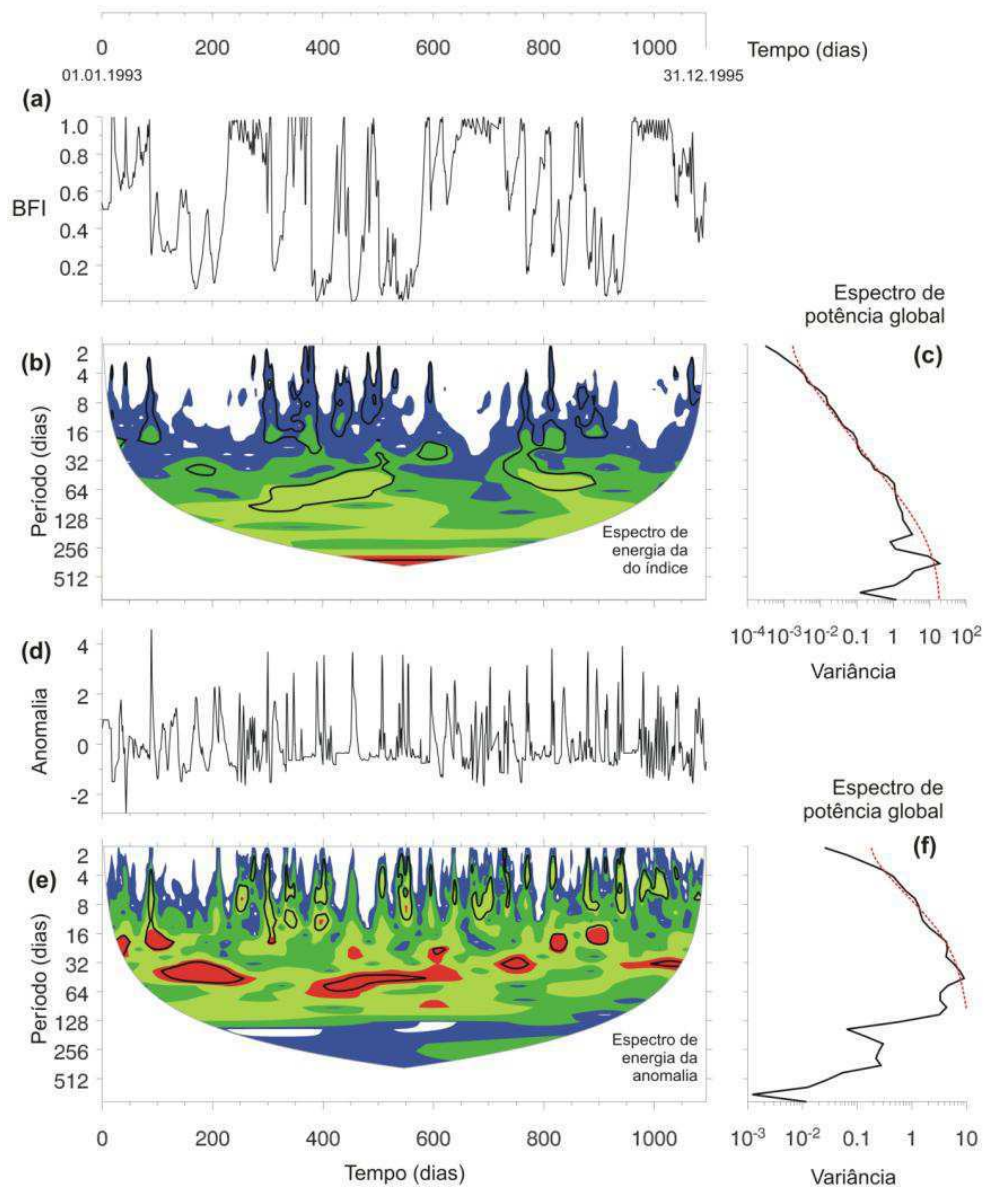 0 200 400 600 800 1000
Tempo (dias)
01.01.1993
31.12.1995
(a)
BFI
1.0
0.8
0.6
0.4
0.2
Espectro de
potência global
(b)
Período (dias)
2
4
8
16
32
64
128
256
512
Espectro de
energia da
do índice
(c)
10-4 10-3 10-2 0.1 1 10 102
Variância
(d)
Anomalia
4
2
0
-2
Espectro de
potência global
(e)
Período (dias)
2
4
8
16
32
64
128
256
512
Espectro de
energia da
anomalia
(f)
0 200 400 600 800 1000
Tempo (dias)
10-3 10-2 0.1 1 10
Variância